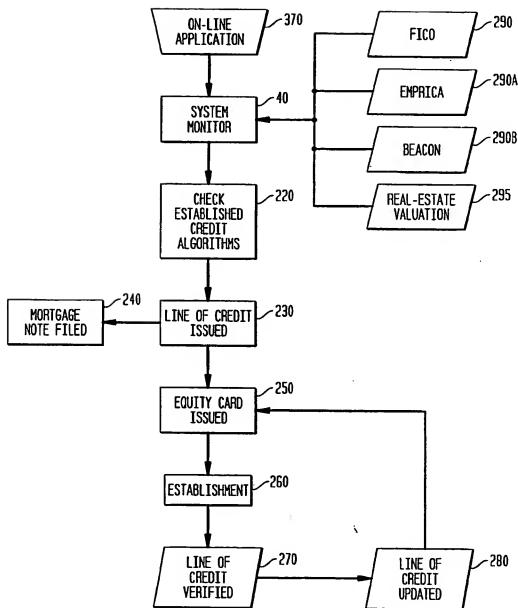 ON-LINE
APPLICATION
370
FICO
290
SYSTEM
MONITOR
40
EMPRICA
290A
BEACON
290B
REAL-ESTATE
VALUATION
295
CHECK
ESTABLISHED
CREDIT
ALGORITHMS
220
MORTGAGE
NOTE FILED
240
LINE OF CREDIT
ISSUED
230
EQUITY CARD
ISSUED
250
ESTABLISHMENT
260
LINE OF
CREDIT
VERIFIED
270
LINE OF
CREDIT
UPDATED
280